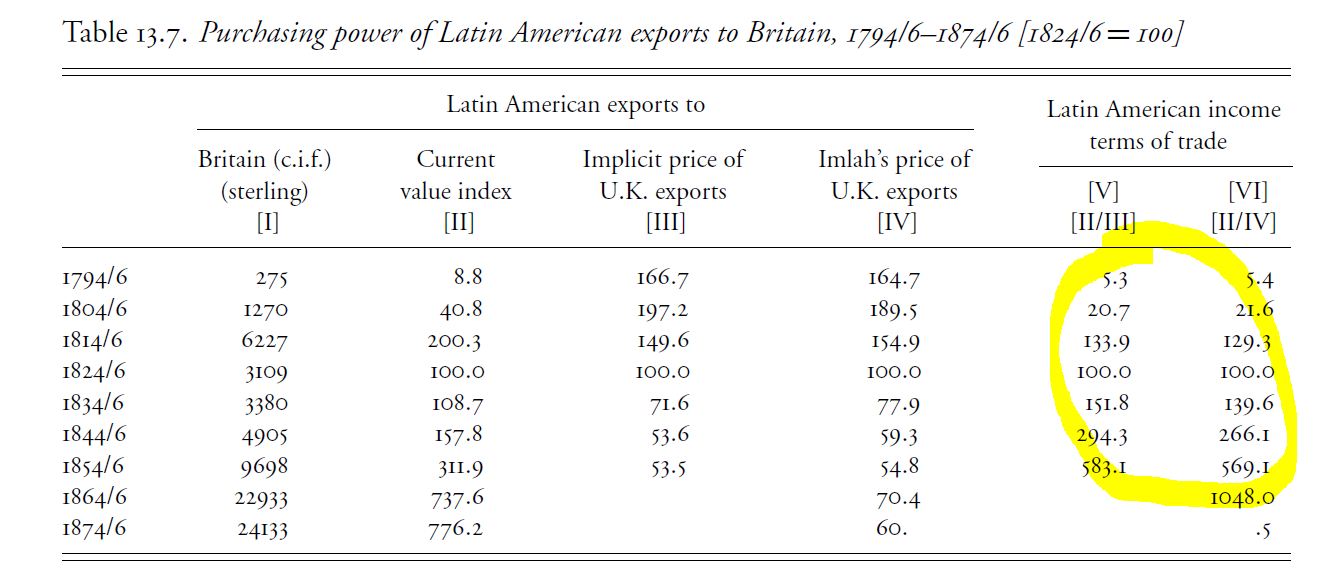 Table 13.7. Purchasing power of Latin American exports to Britain, 1794/6–1874/6 [1824/6 = 100]
Latin American exports to
Latin American income
terms of trade
Britain (c.i.f.) Current Implicit price of Imlah's price of
(sterling) value index U.K. exports U.K. exports [V] [VI]
[I] [II] [III] [IV] [II/III] [II/IV]
1794/6 275 8.8 166.7 164.7 5.3 5.4
1804/6 1270 40.8 197.2 189.5 20.7 21.6
1814/6 6227 200.3 149.6 154.9 133.9 129.3
1824/6 3109 100.0 100.0 100.0 100.0 100.0
1834/6 3380 108.7 71.6 77.9 151.8 139.6
1844/6 4905 157.8 53.6 59.3 294.3 266.1
1854/6 9698 311.9 53.5 54.8 583.1 569.1
1864/6 22933 737.6 70.4 1048.0
1874/6 24133 776.2 60. .5